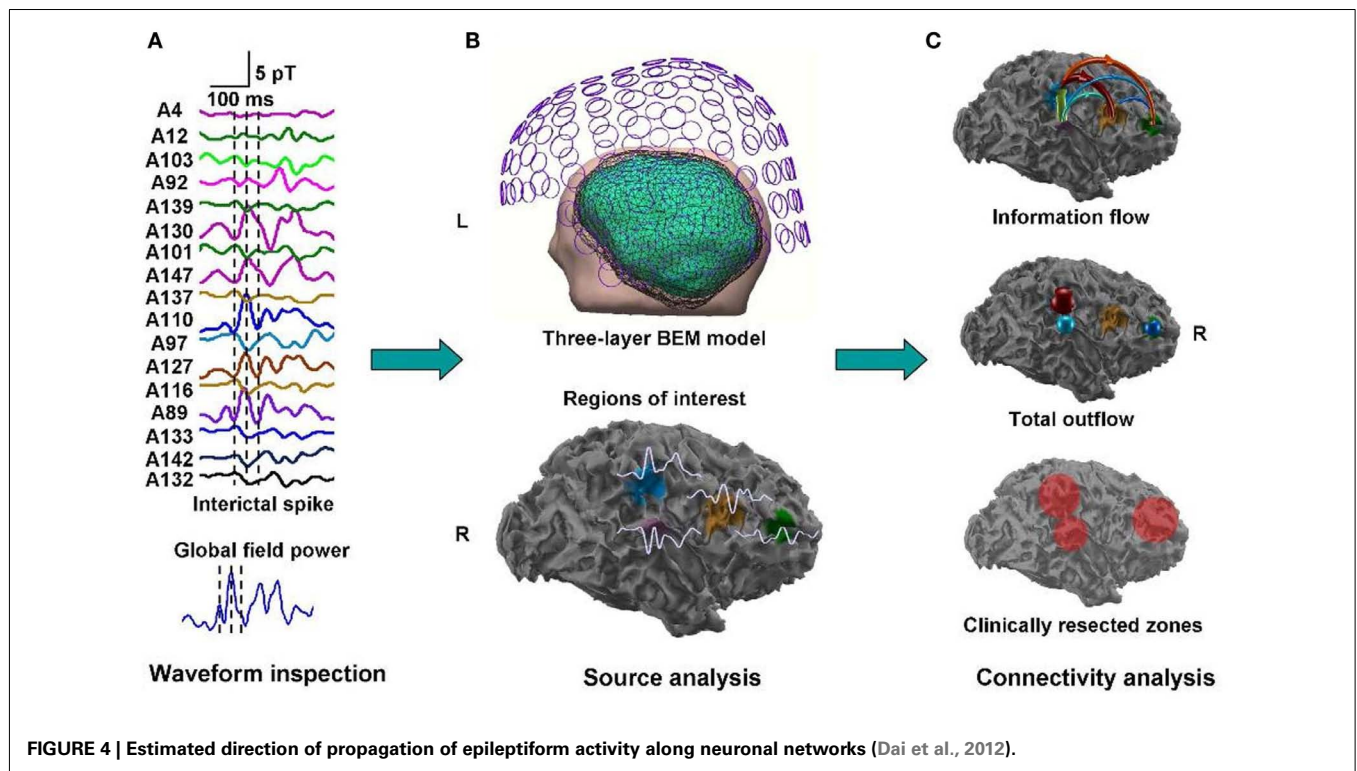 A
5 pT
100 ms
A4
A12
A103
A92
A139
A130
A101
A147
A137
A110
A97
A127
A116
A89
A133
A142
A132
Interictal spike
Global field power
Waveform inspection
B
L
Three-layer BEM model
Regions of interest
R
Source analysis
C
Information flow
R
Total outflow
Clinically resected zones
Connectivity analysis
FIGURE 4 | Estimated direction of propagation of epileptiform activity along neuronal networks (Dai et al., 2012).